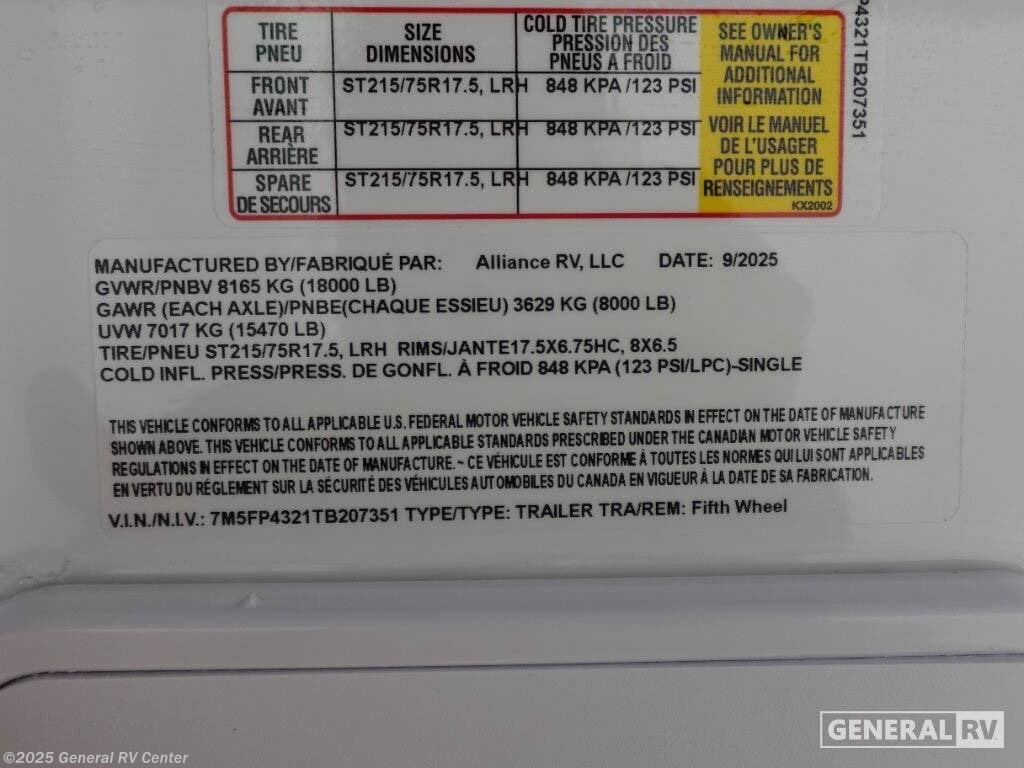 TIRE SIZE COLD TIRE PRESSURE SEE OWNER'S
PNEU DIMENSIONS PRESSION DES MANUAL FOR
PNEUS A FROID ADDITIONAL
FRONT ST215/75R17.5, LRH 848 KPA /123 PSI INFORMATION
AVANT
REAR ST215/75R17.5, LRH 848 KPA /123 PSI VOIR LE MANUEL
ARRIÈRE DE L'USAGER
SPARE ST215/75R17.5, LRH 848 KPA /123 PSI POUR PLUS DE
DE SECOURS RENSEIGNEMENTS
KX2002
P4321TB207351
MANUFACTURED BY/FABRIQUÉ PAR: Alliance RV, LLC DATE: 9/2025
GVWR/PNBV 8165 KG (18000 LB)
GAWR (EACH AXLE)/PNBE(CHAQUE ESSIEU) 3629 KG (8000 LB)
UVW 7017 KG (15470 LB)
TIRE/PNEU ST215/75R17.5, LRH RIMS/JANTE17.5X6.75HC, 8X6.5
COLD INFL. PRESS/PRESS. DE GONFL. À FROID 848 KPA (123 PSI/LPC)-SINGLE
THIS VEHICLE CONFORMS TO ALL APPLICABLE U.S. FEDERAL MOTOR VEHICLE SAFETY STANDARDS IN EFFECT ON THE DATE OF MANUFACTURE
SHOWN ABOVE. THIS VEHICLE CONFORMS TO ALL APPLICABLE STANDARDS PRESCRIBED UNDER THE CANADIAN MOTOR VEHICLE SAFETY
REGULATIONS IN EFFECT ON THE DATE OF MANUFACTURE. ~ CE VÉHICULE EST CONFORME À TOUTES LES NORMES QUI LUI SONT APPLICABLES
EN VERTU DU RÉGLEMENT SUR LA SÉCURITÉ DES VÉHICULES AUTOMOBILES DU CANADA EN VIGUEUR À LA DATE DE SA FABRICATION.
V.I.N./N.I.V.: 7M5FP4321TB207351 TYPE/TYPE: TRAILER TRA/REM: Fifth Wheel
GENERAL RV
©2025 General RV Center